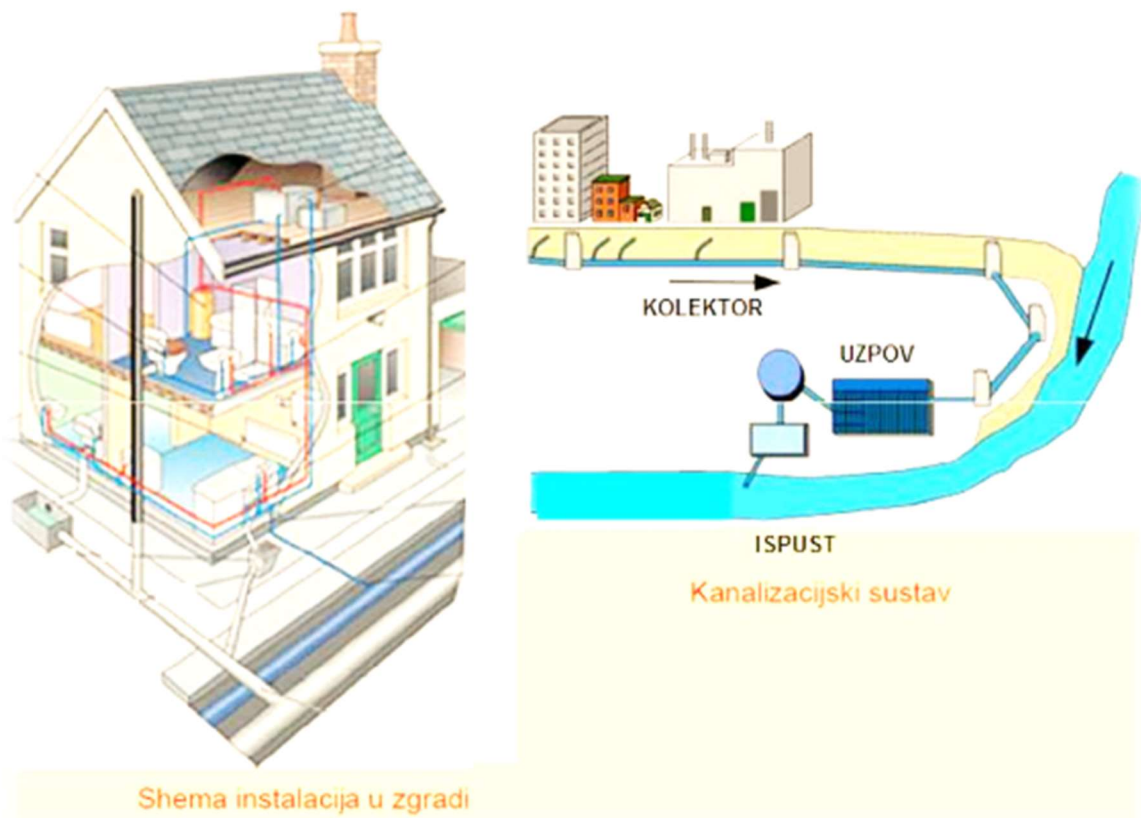 KOLEKTOR
UZPOV
ISPUST
Kanalizacijski sustav
Shema instalacija u zgradi